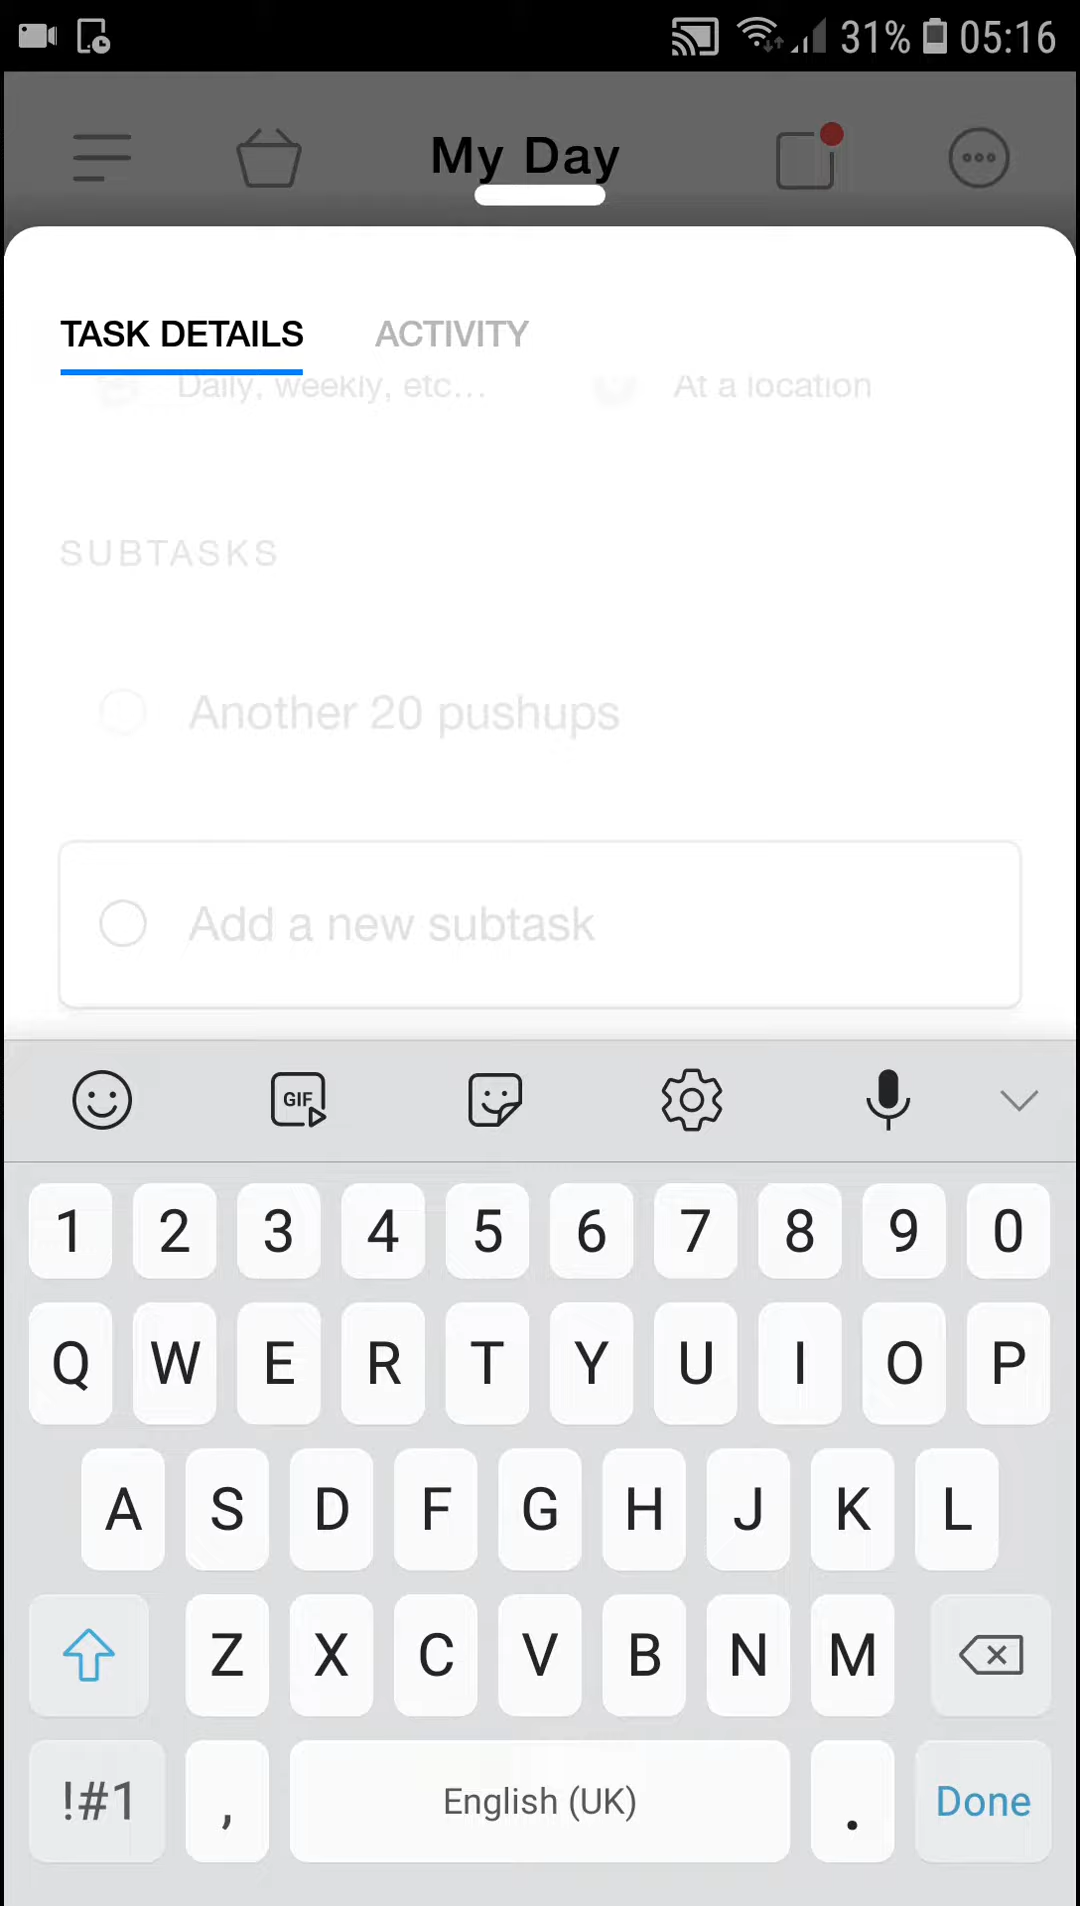 31% 05:16
My Day
TASK DETAILS ACTIVITY
Daily, weekly, etc... At a location
SUBTASKS
Another 20 pushups
Add a new subtask
GIF
1 2 3 4 5 6 7 8 9 0
Q W E R T Y U I O P
A S D F G H J K L
Z X C V B N M
!#1 , English (UK) . Done